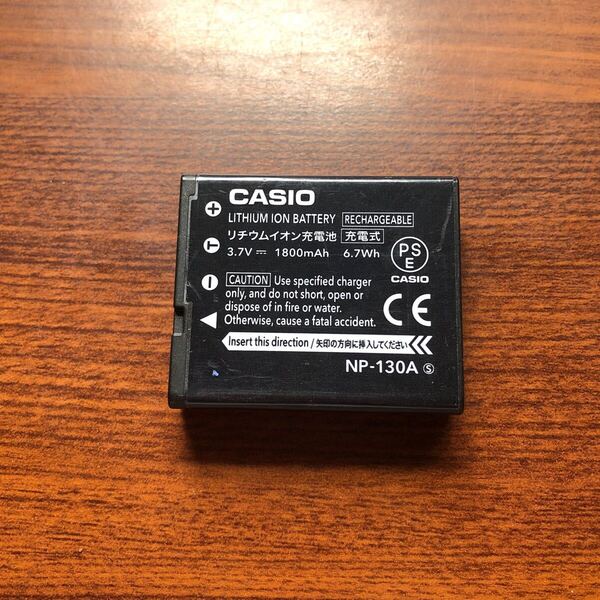 CASIO
LITHIUM ION BATTERY RECHARGEABLE
リチウムイオン充電池 充電式
3.7V⎓ 1800mAh 6.7Wh
CAUTION Use specified charger
only, and do not short, open or
dispose of in fire or water.
Otherwise, cause a fatal accident.
Insert this direction / 矢印の方向に挿入してください
NP-130A S
+
T
−
PS
E
CASIO
CE